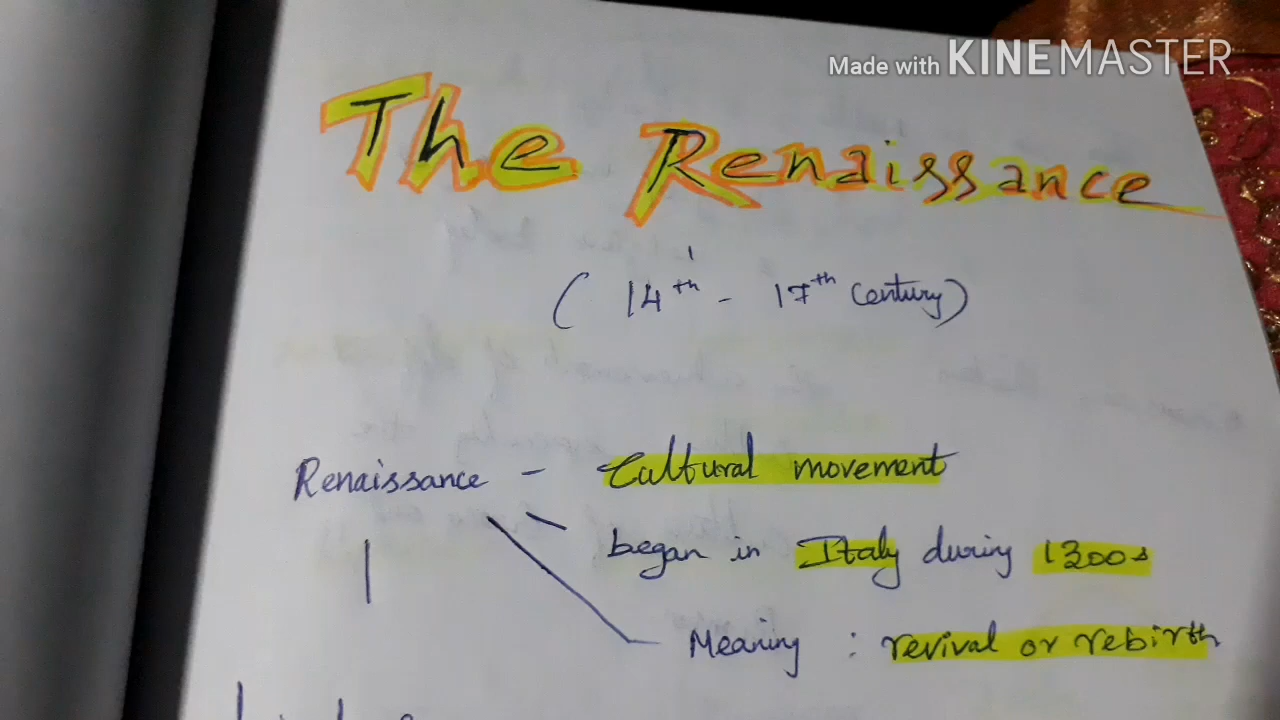 Made with KINEMASTER
The Renaissance
( 14th - 17th Century)
Renaissance - Cultural movement
began in Italy during 1300s
Meaning : revival or rebirth